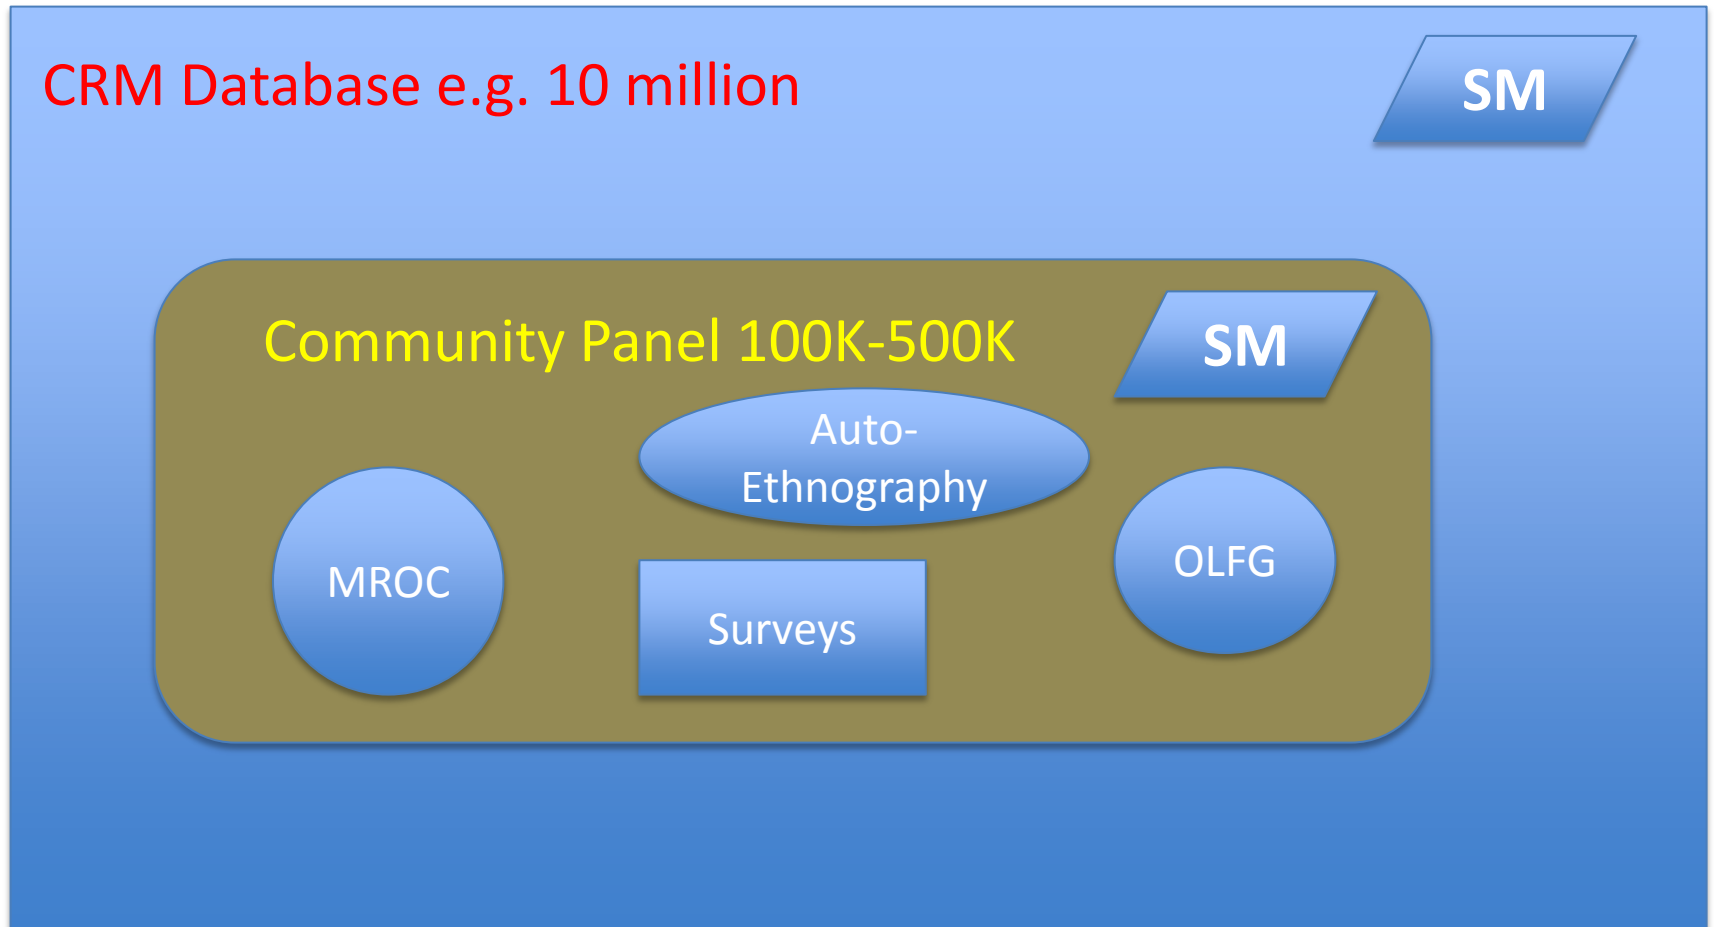 CRM Database e.g. 10 million
SM
Community Panel 100K-500K
SM
Auto-
Ethnography
MROC
OLFG
Surveys